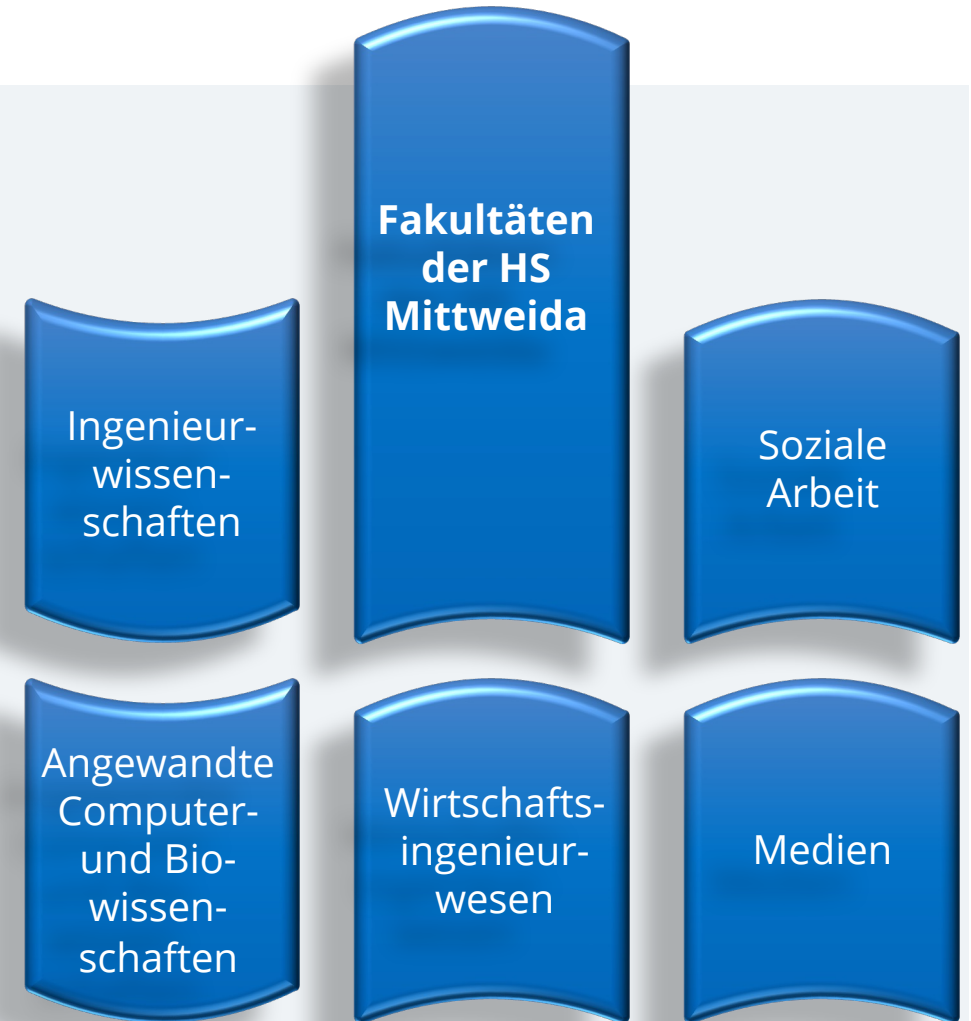 Fakultäten
der HS
Mittweida
Ingenieur-
wissen-
schaften
Soziale
Arbeit
Angewandte
Computer-
und Bio-
wissen-
schaften
Wirtschafts-
ingenieur-
wesen
Medien